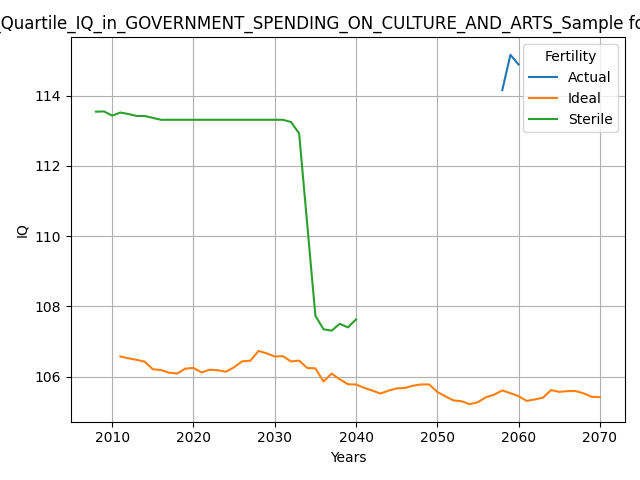 _Quartile_IQ_in_GOVERNMENT_SPENDING_ON_CULTURE_AND_ARTS_Sample fo
Fertility
Actual
Ideal
Sterile
IQ
114
112
110
108
106
2010 2020 2030 2040 2050 2060 2070
Years